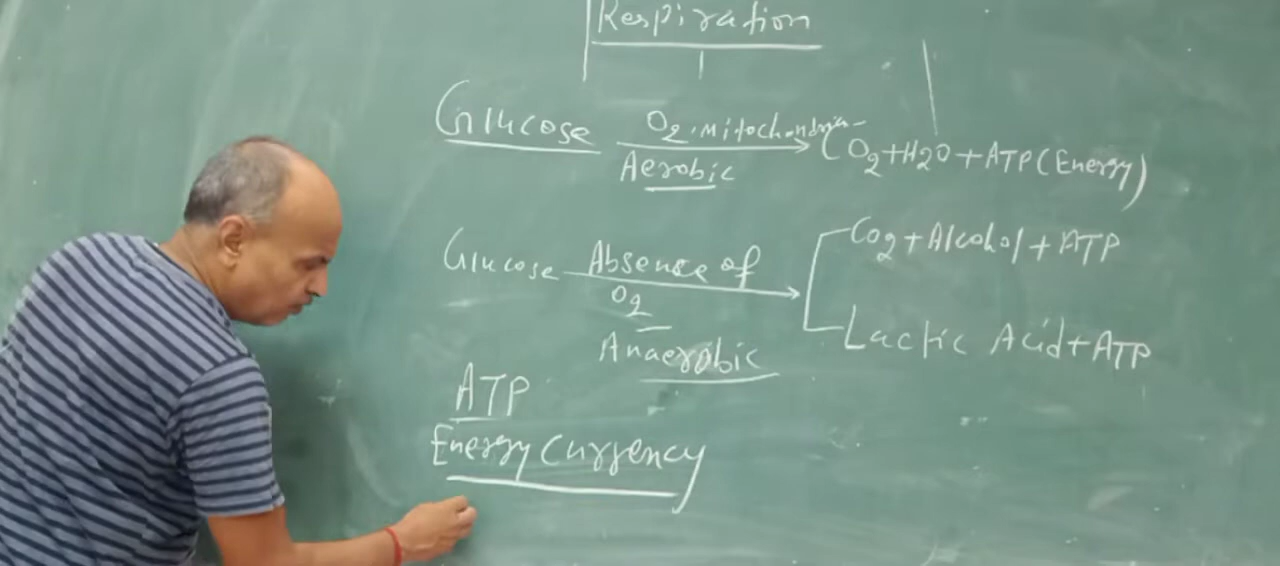 Respiration
Glucose O2, Mitochondria → CO2+H2O+ATP(Energy)
Aerobic
Glucose Absence of → Co2+Alcohol+ATP
O2
Lactic Acid+ATP
Anaerobic
ATP
Energy Currency